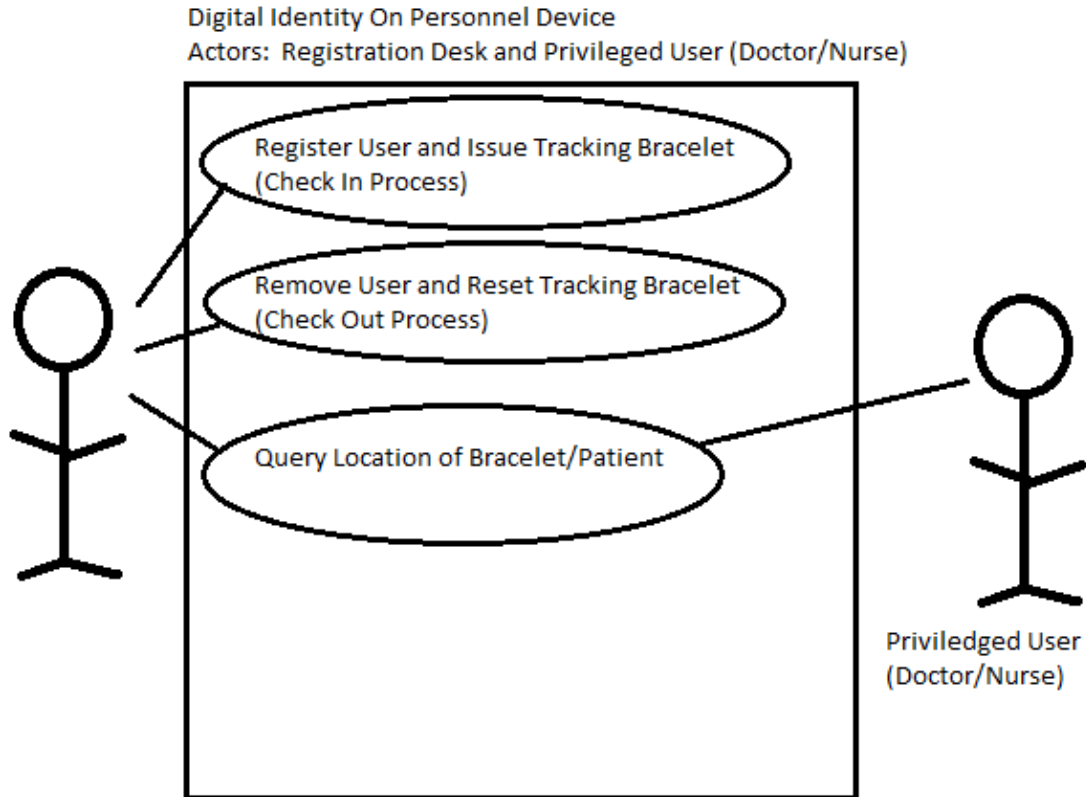 Digital Identity On Personnel Device
Actors:  Registration Desk and Privileged User (Doctor/Nurse)
Register User and Issue Tracking Bracelet
(Check In Process)
Remove User and Reset Tracking Bracelet
(Check Out Process)
Query Location of Bracelet/Patient
Priviledged User
(Doctor/Nurse)